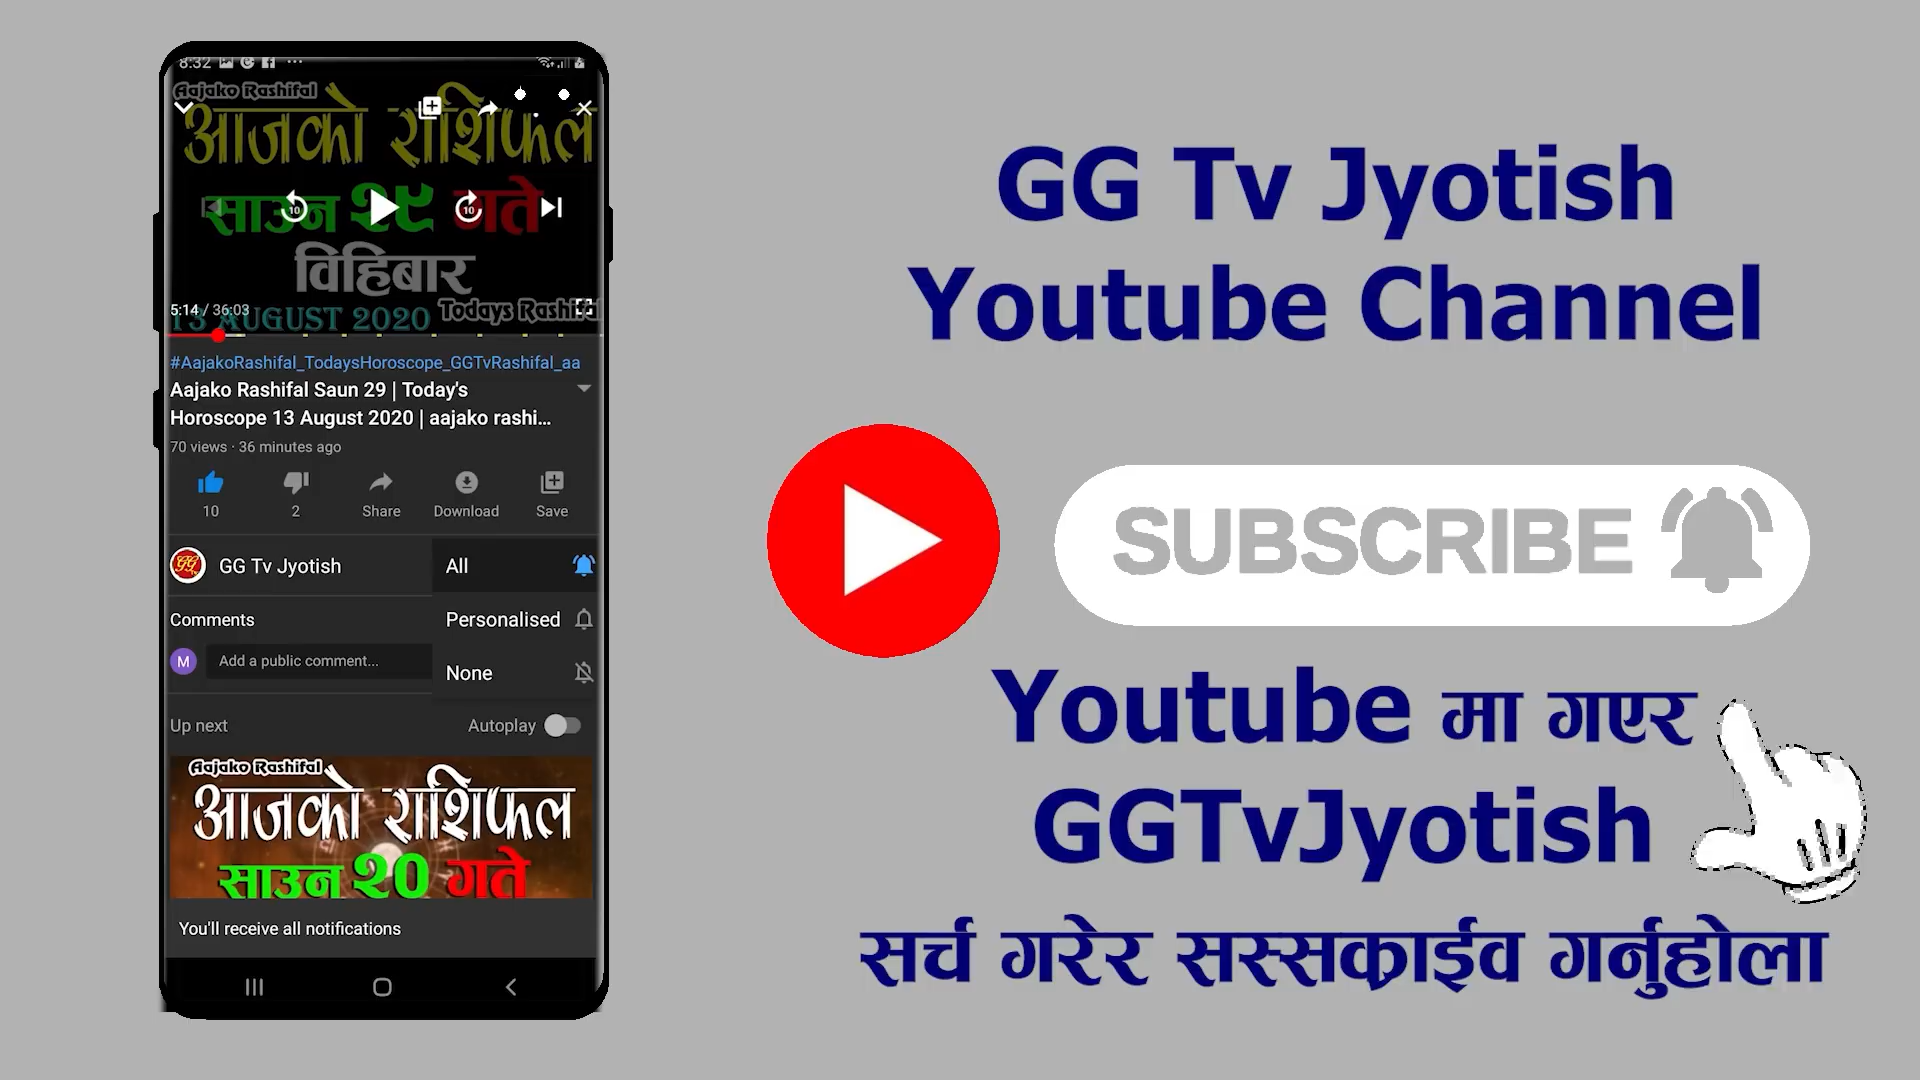 8:32
Aajako Rashifal
आजको राशिफल
साउन २९ गते
10
10
विहिबार
5:14 / 36:03
13 AUGUST 2020
Todays Rashifal
#AajakoRashifal_TodaysHoroscope_GGTvRashifal_aa
Aajako Rashifal Saun 29 | Today's
Horoscope 13 August 2020 | aajako rashi...
70 views · 36 minutes ago
10
2
Share
Download
Save
GG Tv Jyotish
All
Comments
Personalised
M
Add a public comment...
None
Up next
Autoplay
Aajako Rashifal
आजको राशिफल
साउन २० गते
You'll receive all notifications
GG Tv Jyotish
Youtube Channel
SUBSCRIBE
Youtube मा गएर
GGTvJyotish
सर्च गरेर सस्सक्राईव गर्नुहोला